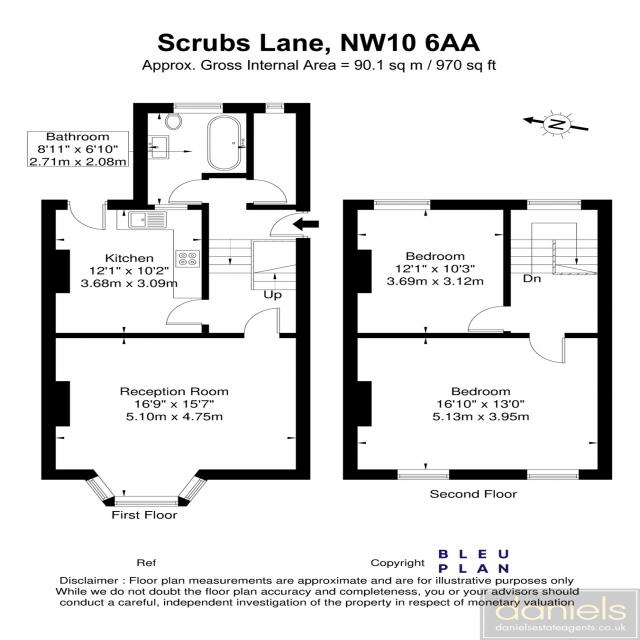 Scrubs Lane, NW10 6AA
Approx. Gross Internal Area = 90.1 sq m / 970 sq ft
N
Bathroom
8'11" x 6'10"
2.71m x 2.08m
Kitchen
12'1" x 10'2"
3.68m x 3.09m
Up
Reception Room
16'9" x 15'7"
5.10m x 4.75m
First Floor
Bedroom
12'1" x 10'3"
3.69m x 3.12m
Dn
Bedroom
16'10" x 13'0"
5.13m x 3.95m
Second Floor
Ref
Copyright
BLEU
PLAN
Disclaimer : Floor plan measurements are approximate and are for illustrative purposes only
While we do not doubt the floor plan accuracy and completeness, you or your advisors should
conduct a careful, independent investigation of the property in respect of monetary valuation
daniels
danielsestateagents.co.uk